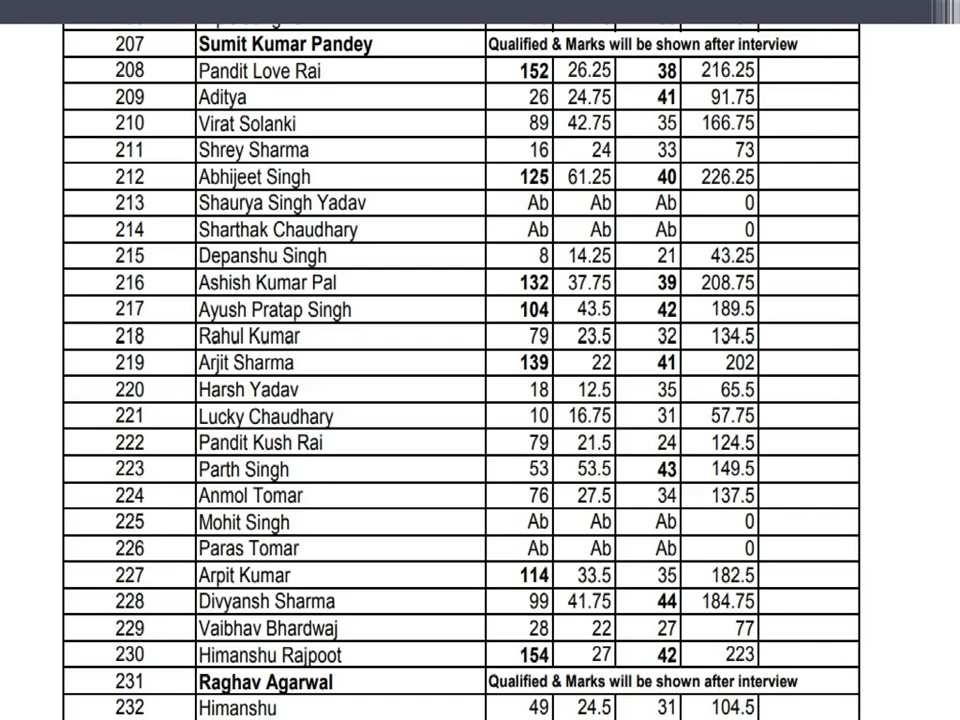 207 Sumit Kumar Pandey Qualified & Marks will be shown after interview
208 Pandit Love Rai 152 26.25 38 216.25
209 Aditya 26 24.75 41 91.75
210 Virat Solanki 89 42.75 35 166.75
211 Shrey Sharma 16 24 33 73
212 Abhijeet Singh 125 61.25 40 226.25
213 Shaurya Singh Yadav Ab Ab Ab 0
214 Sharthak Chaudhary Ab Ab Ab 0
215 Depanshu Singh 8 14.25 21 43.25
216 Ashish Kumar Pal 132 37.75 39 208.75
217 Ayush Pratap Singh 104 43.5 42 189.5
218 Rahul Kumar 79 23.5 32 134.5
219 Arjit Sharma 139 22 41 202
220 Harsh Yadav 18 12.5 35 65.5
221 Lucky Chaudhary 10 16.75 31 57.75
222 Pandit Kush Rai 79 21.5 24 124.5
223 Parth Singh 53 53.5 43 149.5
224 Anmol Tomar 76 27.5 34 137.5
225 Mohit Singh Ab Ab Ab 0
226 Paras Tomar Ab Ab Ab 0
227 Arpit Kumar 114 33.5 35 182.5
228 Divyansh Sharma 99 41.75 44 184.75
229 Vaibhav Bhardwaj 28 22 27 77
230 Himanshu Rajpoot 154 27 42 223
231 Raghav Agarwal Qualified & Marks will be shown after interview
232 Himanshu 49 24.5 31 104.5